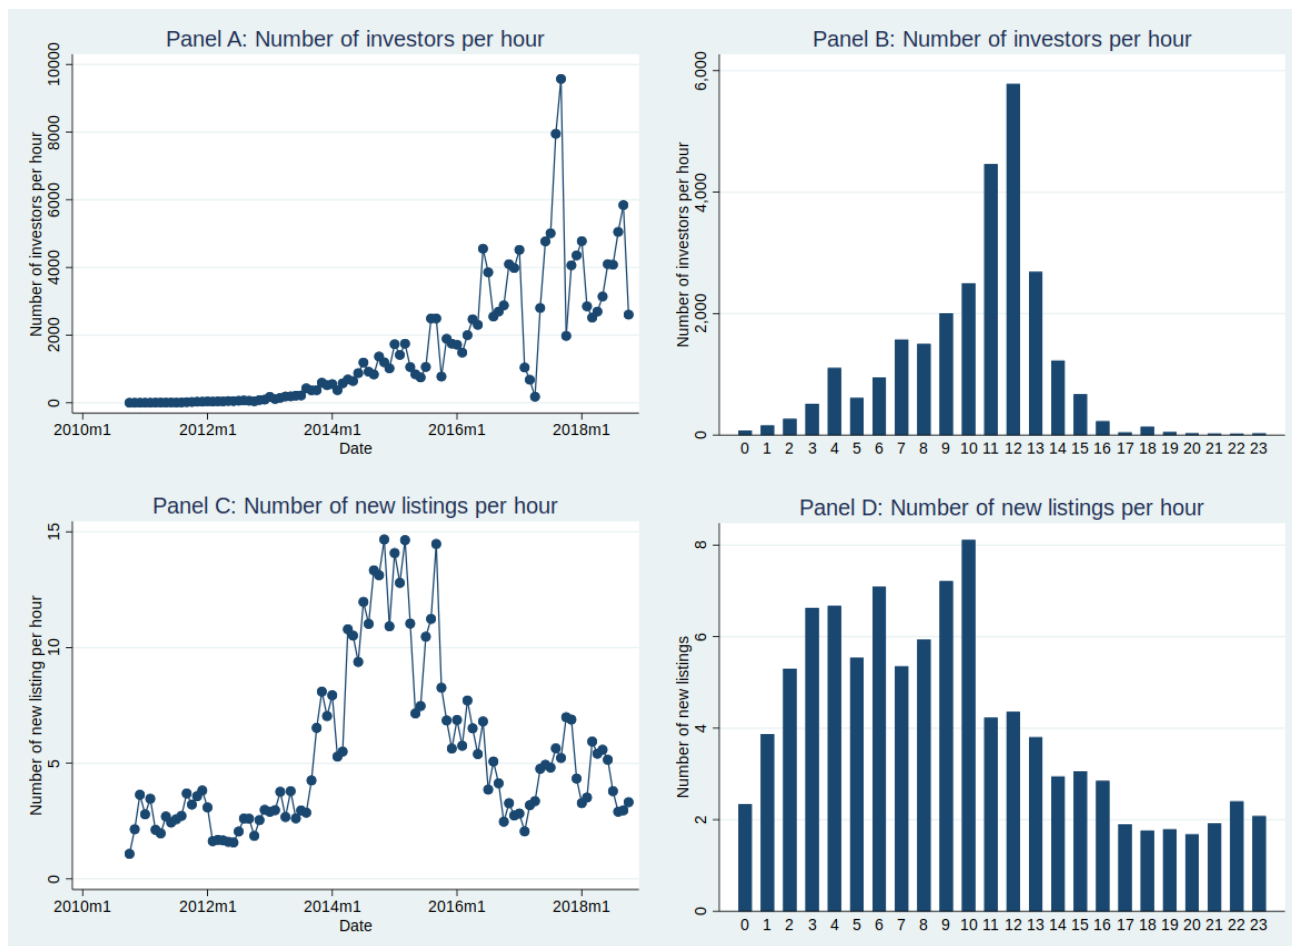 Panel A: Number of investors per hour
Number of investors per hour
10000
8000
6000
4000
2000
0
2010m1 2012m1 2014m1 2016m1 2018m1
Date
Panel B: Number of investors per hour
Number of investors per hour
6,000
4,000
2,000
0
0 1 2 3 4 5 6 7 8 9 10 11 12 13 14 15 16 17 18 19 20 21 22 23
Panel C: Number of new listings per hour
Number of new listing per hour
15
10
5
0
2010m1 2012m1 2014m1 2016m1 2018m1
Date
Panel D: Number of new listings per hour
Number of new listings
8
6
4
2
0
0 1 2 3 4 5 6 7 8 9 10 11 12 13 14 15 16 17 18 19 20 21 22 23